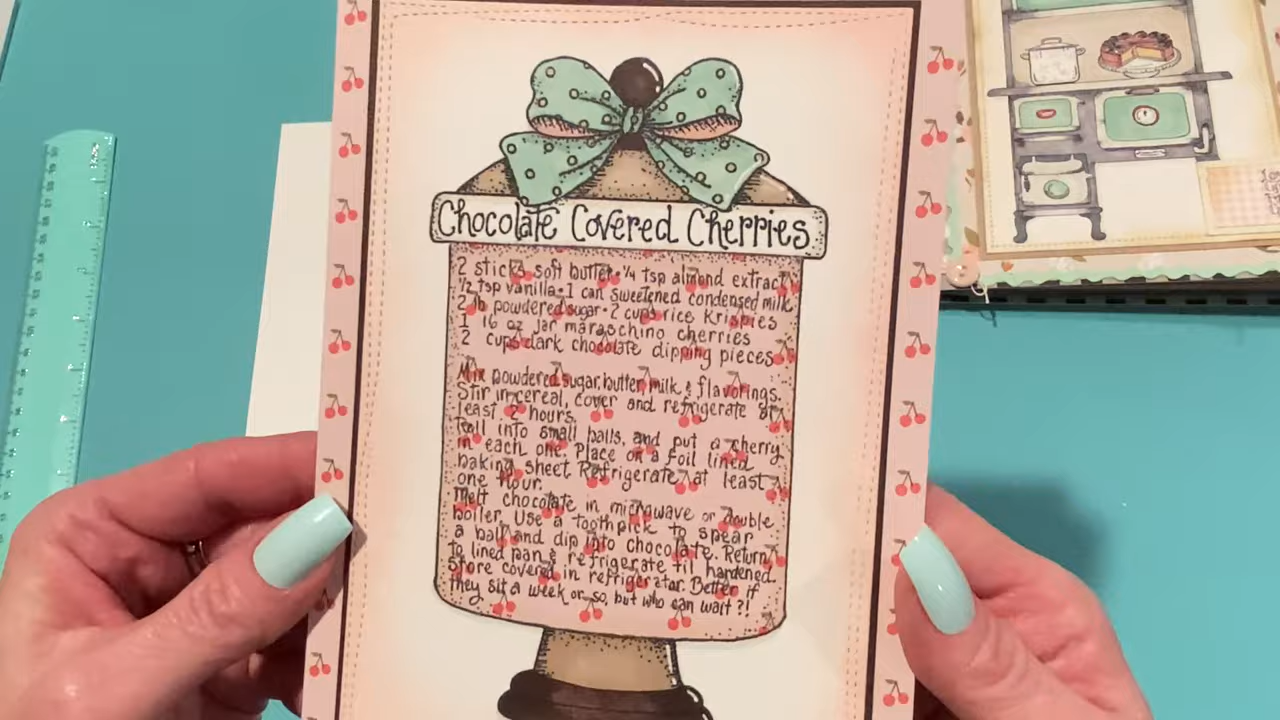 Chocolate Covered Cherries
2 sticks soft butter • ¼ tsp almond extract
½ tsp vanilla • 1 can sweetened condensed milk
2 lb powdered sugar • 2 cups rice Krispies
1 16 oz jar maraschino cherries
2 cups dark chocolate dipping pieces
Mix powdered sugar, butter, milk & flavorings.
Stir in cereal, cover and refrigerate at
least 2 hours.
Roll into small balls, and put a cherry
in each one. Place on a foil lined
baking sheet. Refrigerate at least
one hour.
Melt chocolate in microwave or double
boiler. Use a toothpick to spear
a ball and dip into chocolate. Return
to lined pan & refrigerate til hardened.
Store covered in refrigerator. Better if
they sit a week or so, but who can wait?!